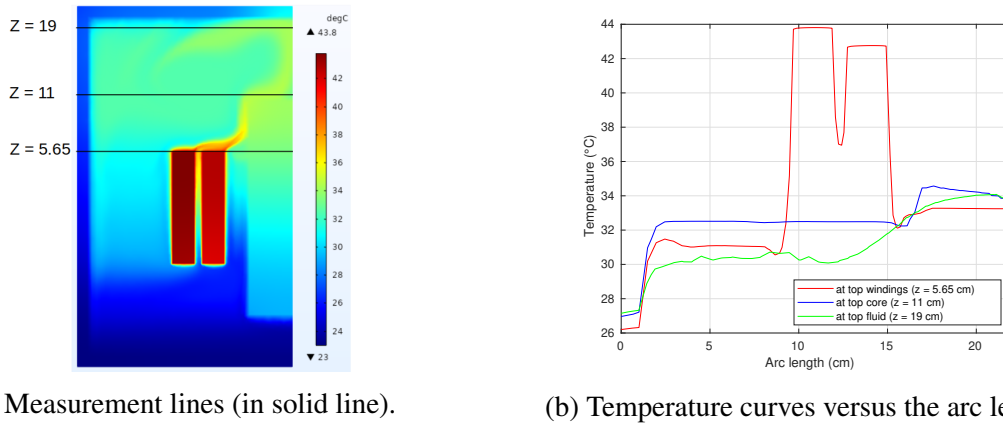 degC
▲ 43.8
Z = 19
Z = 11
Z = 5.65
42
40
38
36
34
32
30
28
26
24
▼ 23
Measurement lines (in solid line).
44
42
40
38
36
34
32
30
28
26
Temperature (°C)
0
5
10
15
20
Arc length (cm)
at top windings (z = 5.65 cm)
at top core (z = 11 cm)
at top fluid (z = 19 cm)
(b) Temperature curves versus the arc le